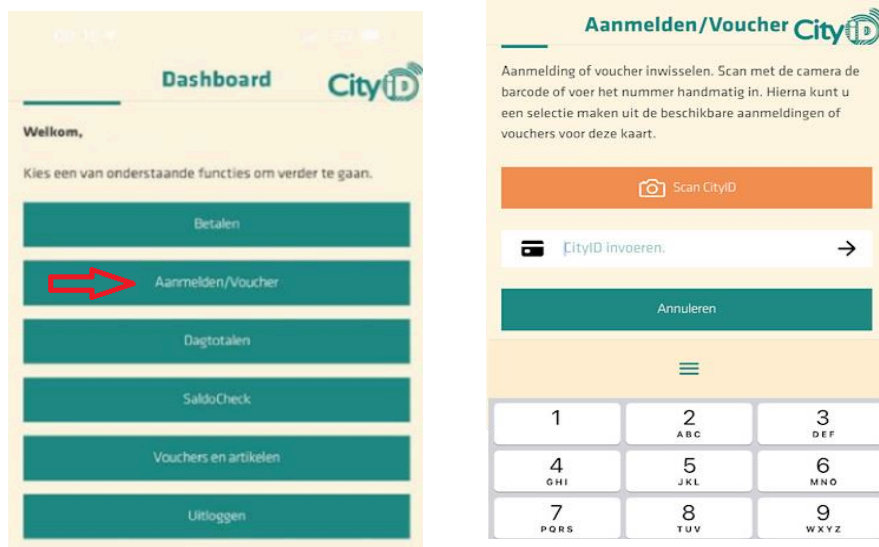 Dashboard
CityiD
Welkom,
Kies een van onderstaande functies om verder te gaan.
Betalen
Aanmelden/Voucher
Dagtotalen
SaldoCheck
Vouchers en artikelen
Uitloggen
Aanmelden/Voucher
CityiD
Aanmelding of voucher inwisselen. Scan met de camera de
barcode of voer het nummer handmatig in. Hierna kunt u
een selectie maken uit de beschikbare aanmeldingen of
vouchers voor deze kaart.
Scan CityID
CityID invoeren.
Annuleren
1 2 3
ABC DEF
4 5 6
GHI JKL MNO
7 8 9
PQRS TUV WXYZ